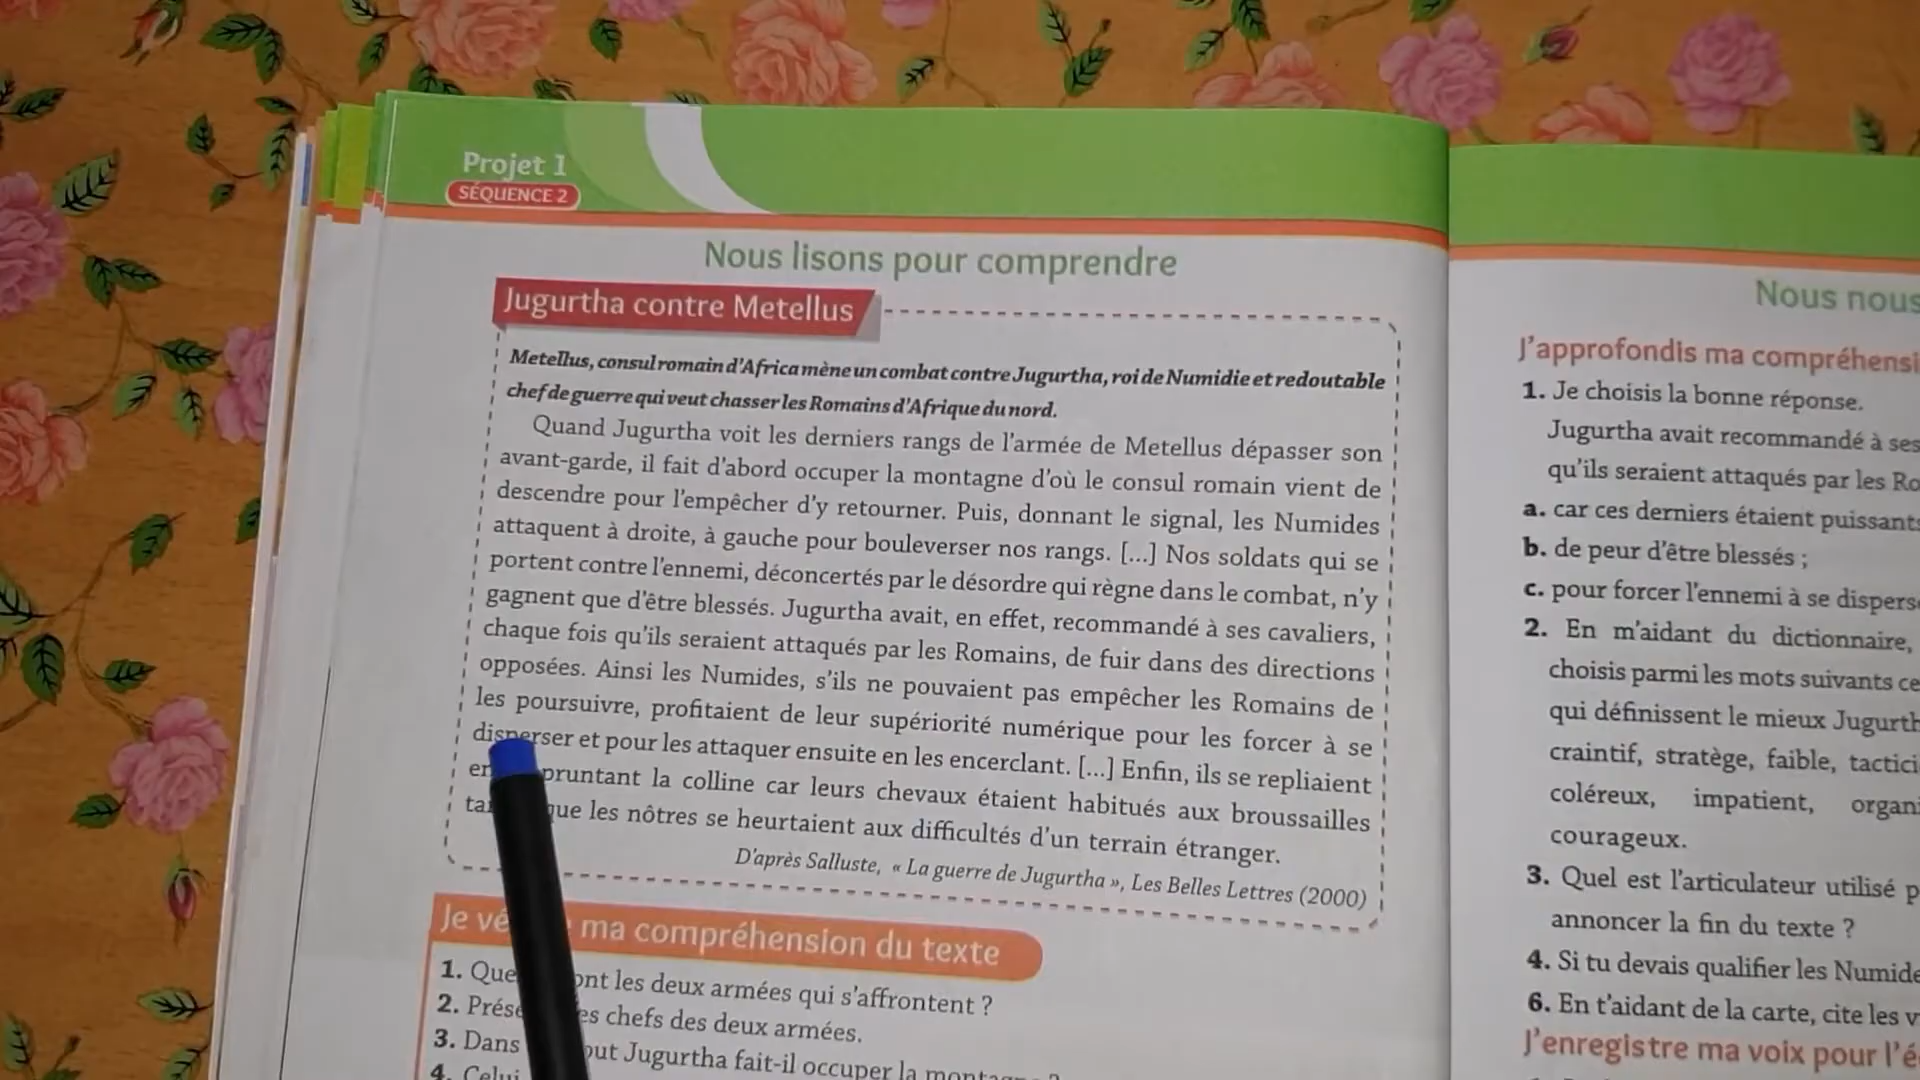 Projet 1
SÉQUENCE 2
Nous lisons pour comprendre
Jugurtha contre Metellus
Metellus, consul romain d'Africa mène un combat contre Jugurtha, roi de Numidie et redoutable
chef de guerre qui veut chasser les Romains d'Afrique du nord.
Quand Jugurtha voit les derniers rangs de l'armée de Metellus dépasser son
avant-garde, il fait d'abord occuper la montagne d'où le consul romain vient de
descendre pour l'empêcher d'y retourner. Puis, donnant le signal, les Numides
attaquent à droite, à gauche pour bouleverser nos rangs. [...] Nos soldats qui se
portent contre l'ennemi, déconcertés par le désordre qui règne dans le combat, n'y
gagnent que d'être blessés. Jugurtha avait, en effet, recommandé à ses cavaliers,
chaque fois qu'ils seraient attaqués par les Romains, de fuir dans des directions
opposées. Ainsi les Numides, s'ils ne pouvaient pas empêcher les Romains de
les poursuivre, profitaient de leur supériorité numérique pour les forcer à se
disperser et pour les attaquer ensuite en les encerclant. [...] Enfin, ils se repliaient
pruntant la colline car leurs chevaux étaient habitués aux broussailles
que les nôtres se heurtaient aux difficultés d'un terrain étranger.
D'après Salluste, « La guerre de Jugurtha », Les Belles Lettres (2000)
Je vé ma compréhension du texte
1. Que ont les deux armées qui s'affrontent ?
2. Prése es chefs des deux armées.
3. Dans out Jugurtha fait-il occuper la montagne ?
4. Celui
Nous nous
J'approfondis ma compréhensi
1. Je choisis la bonne réponse.
Jugurtha avait recommandé à ses
qu'ils seraient attaqués par les Ro
a. car ces derniers étaient puissants
b. de peur d'être blessés ;
c. pour forcer l'ennemi à se disperse
2. En m'aidant du dictionnaire,
choisis parmi les mots suivants ce
qui définissent le mieux Jugurth
craintif, stratège, faible, tactici
coléreux, impatient, organi
courageux.
3. Quel est l'articulateur utilisé p
annoncer la fin du texte ?
4. Si tu devais qualifier les Numide
6. En t'aidant de la carte, cite les v
J'enregistre ma voix pour l'é